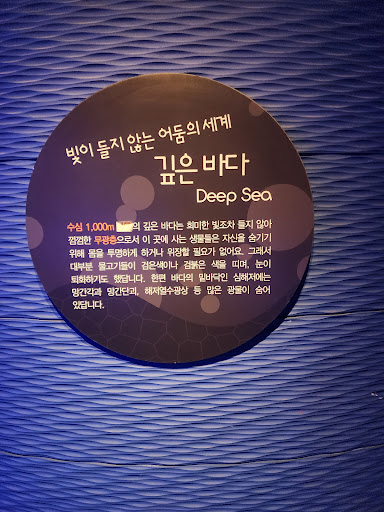 빛이 들지 않는 어둠의 세계
깊은 바다
Deep Sea
수심 1,000m 의 깊은 바다는 희미한 빛조차 들지 않아
깜깜한 무광층으로서 이 곳에 사는 생물들은 자신을 숨기기
위해 몸을 투명하게 하거나 위장할 필요가 없어요. 그래서
대부분 물고기들이 검은색이나 검붉은 색을 띠며, 눈이
퇴화하기도 했답니다. 한편 바다의 밑바닥인 심해저에는
망간각과 망간단괴, 해저열수광상 등 많은 광물이 숨어
있답니다.